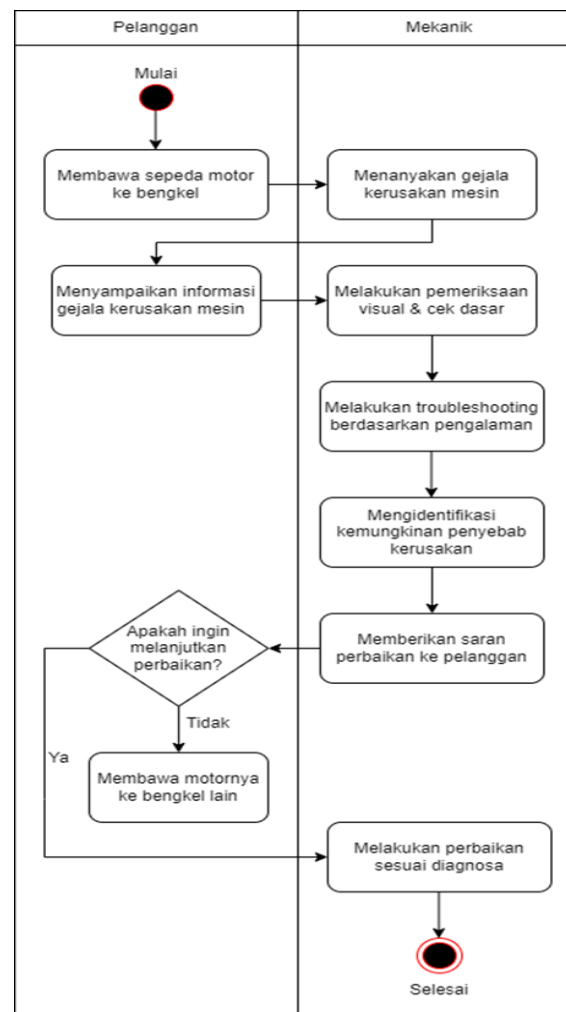 Pelanggan
Mekanik
Mulai
Membawa sepeda motor
ke bengkel
Menanyakan gejala
kerusakan mesin
Menyampaikan informasi
gejala kerusakan mesin
Melakukan pemeriksaan
visual & cek dasar
Melakukan troubleshooting
berdasarkan pengalaman
Mengidentifikasi
kemungkinan penyebab
kerusakan
Memberikan saran
perbaikan ke pelanggan
Apakah ingin
melanjutkan
perbaikan?
Tidak
Ya
Membawa motornya
ke bengkel lain
Melakukan perbaikan
sesuai diagnosa
Selesai